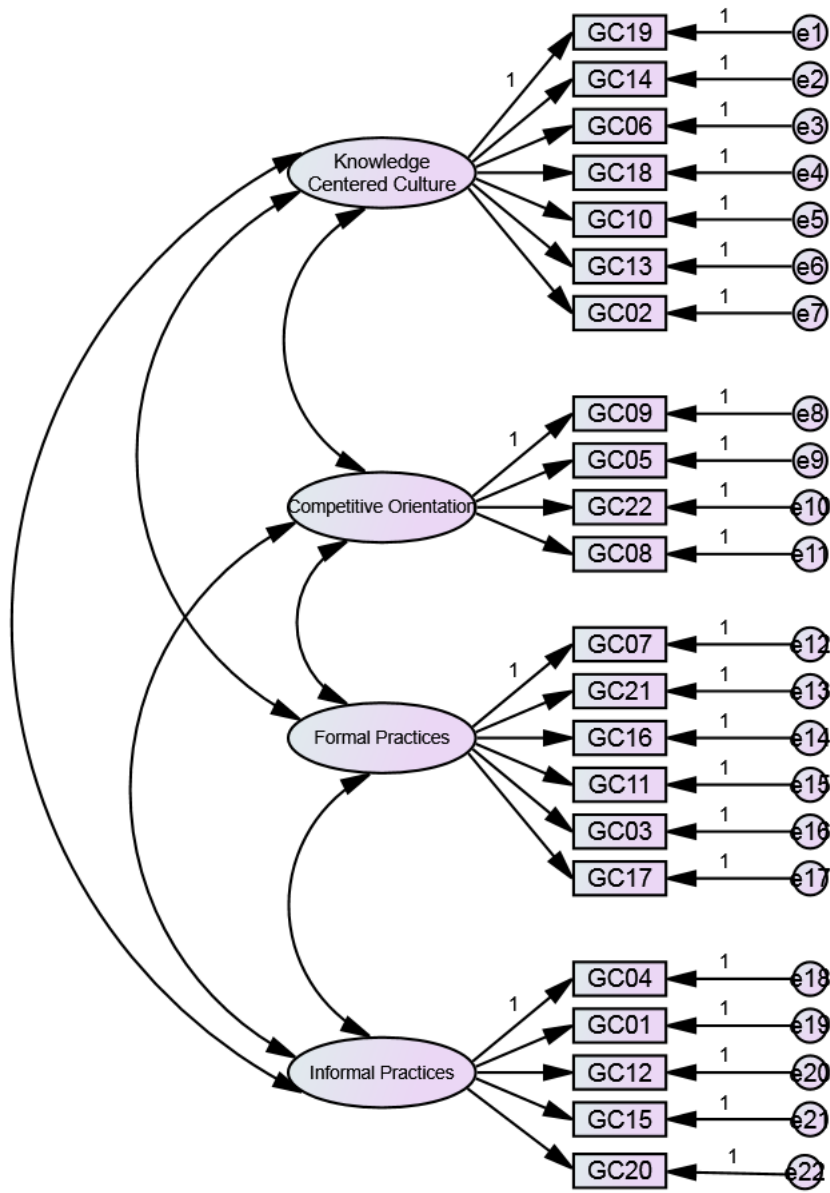 GC19 1 e1
1
GC14 1 e2
GC06 1 e3
Knowledge
Centered Culture
GC18 1 e4
GC10 1 e5
GC13 1 e6
GC02 1 e7
GC09 1 e8
1
GC05 1 e9
Competitive Orientation
GC22 1 e10
GC08 1 e11
GC07 1 e12
1
GC21 1 e13
Formal Practices
GC16 1 e14
GC11 1 e15
GC03 1 e16
GC17 1 e17
GC04 1 e18
1
GC01 1 e19
Informal Practices
GC12 1 e20
GC15 1 e21
GC20 1 e22